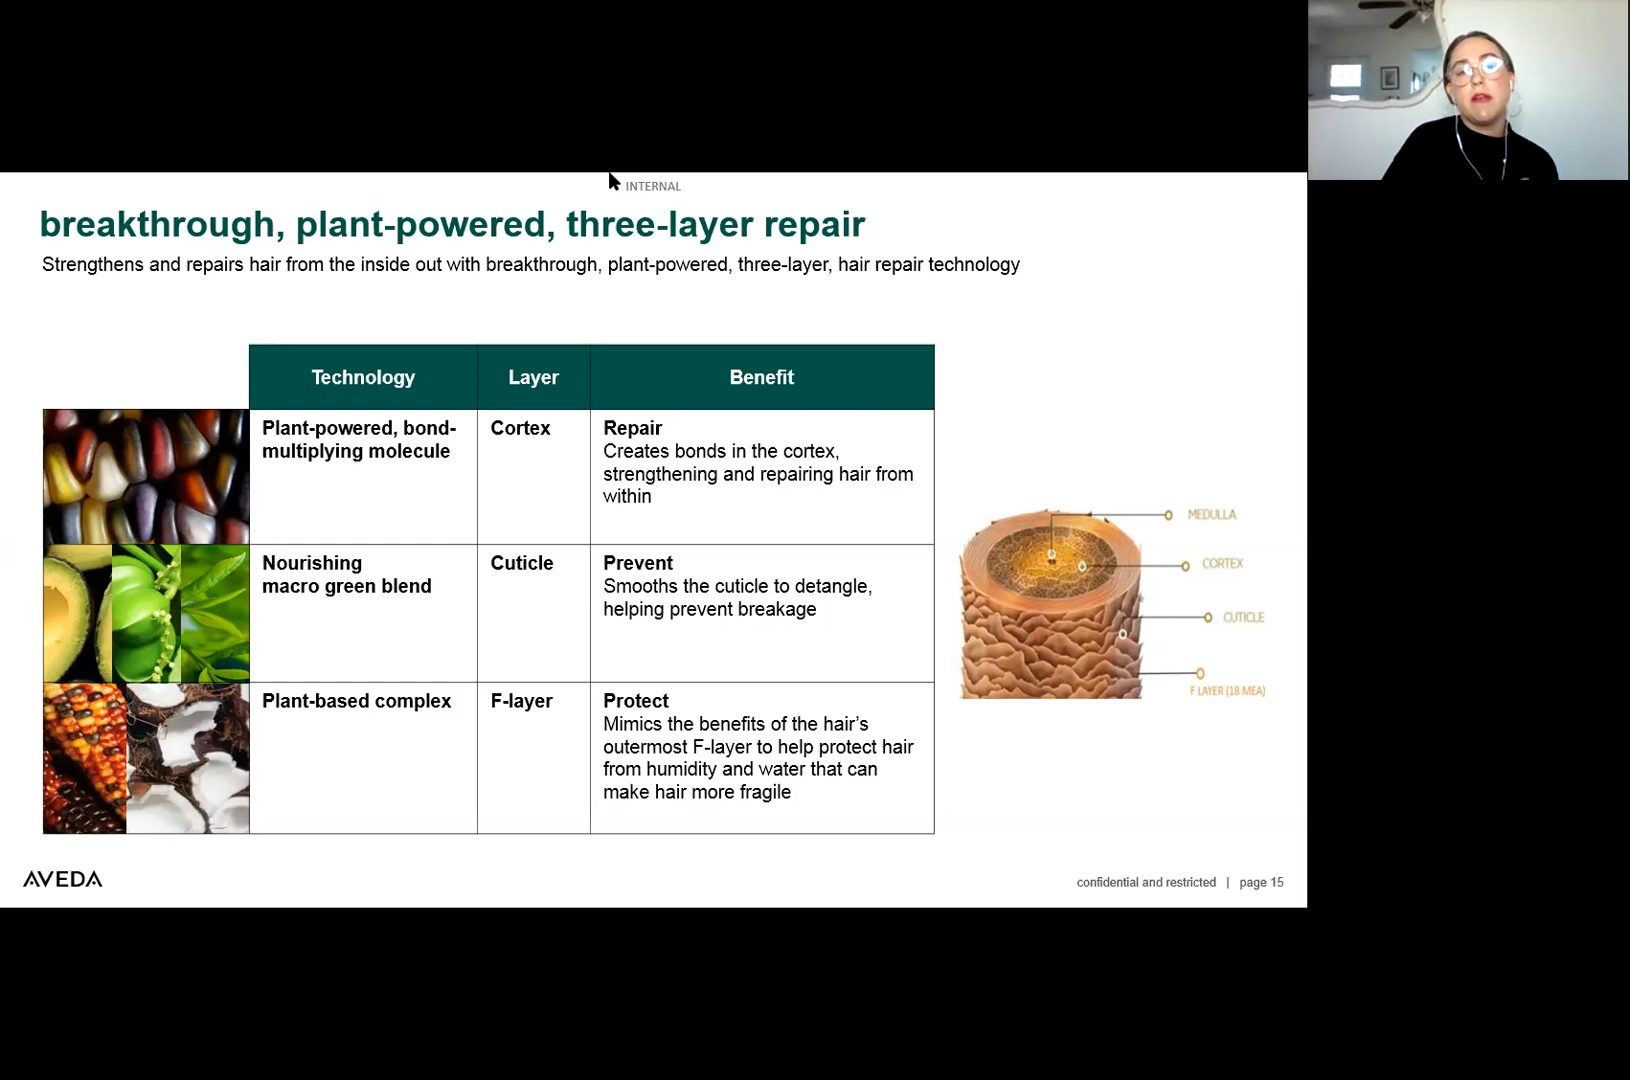 INTERNAL
breakthrough, plant-powered, three-layer repair
Strengthens and repairs hair from the inside out with breakthrough, plant-powered, three-layer, hair repair technology
Technology
Layer
Benefit
Plant-powered, bond-
multiplying molecule
Cortex
Repair
Creates bonds in the cortex,
strengthening and repairing hair from
within
Nourishing
macro green blend
Cuticle
Prevent
Smooths the cuticle to detangle,
helping prevent breakage
Plant-based complex
F-layer
Protect
Mimics the benefits of the hair's
outermost F-layer to help protect hair
from humidity and water that can
make hair more fragile
MEDULLA
CORTEX
CUTICLE
F LAYER (18 MEA)
AVEDA
confidential and restricted | page 15